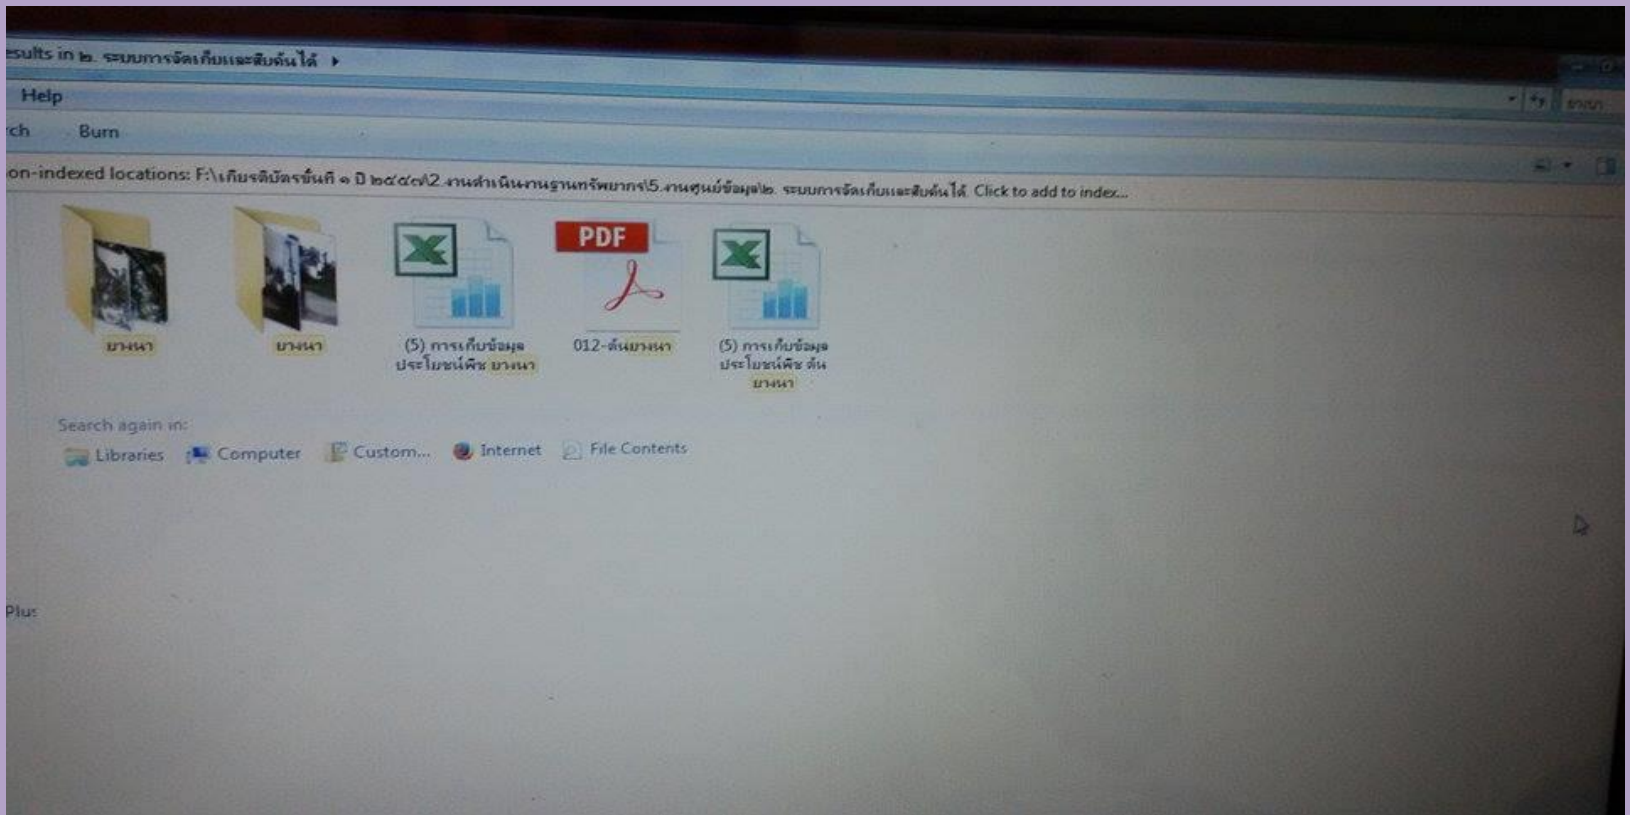 esults in ๒. ระบบการจัดเก็บและสืบค้นได้
Help
ยางนา
rch Burn
on-indexed locations: F:\เกียรติบัตรขั้นที่ ๑ ปี ๒๕๕๗\2.งานดำเนินงานฐานทรัพยากร\5.งานศูนย์ข้อมูล\๒. ระบบการจัดเก็บและสืบค้นได้. Click to add to index...
PDF
ยางนา
ยางนา
(5) การเก็บข้อมูล
ประโยชน์พืช ยางนา
012-ต้นยางนา
(5) การเก็บข้อมูล
ประโยชน์พืช ต้น
ยางนา
Search again in:
Libraries Computer Custom... Internet File Contents
Plus